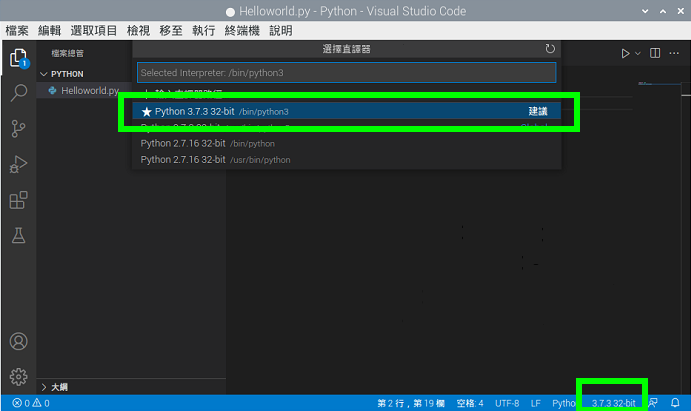 Helloworld.py - Python - Visual Studio Code
檔案 編輯 選取項目 檢視 移至 執行 終端機 說明
檔案總管
選擇直譯器
PYTHON
Helloworld.py
Selected Interpreter: /bin/python3
Python 3.7.3 32-bit /bin/python3 建議
Python 2.7.16 32-bit /bin/python
Python 2.7.16 32-bit /usr/bin/python
1
大綱
0 0 第 2 行，第 19 欄 空格: 4 UTF-8 LF Pytho 3.7.3 32-bit